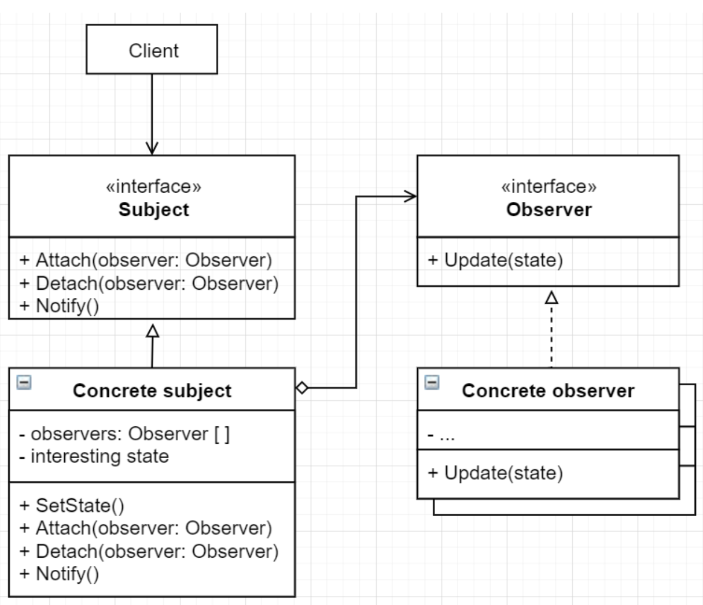 Client
«interface»
Subject
+ Attach(observer: Observer)
+ Detach(observer: Observer)
+ Notify()
«interface»
Observer
+ Update(state)
Concrete subject
- observers: Observer [ ]
- interesting state
+ SetState()
+ Attach(observer: Observer)
+ Detach(observer: Observer)
+ Notify()
Concrete observer
- ...
+ Update(state)